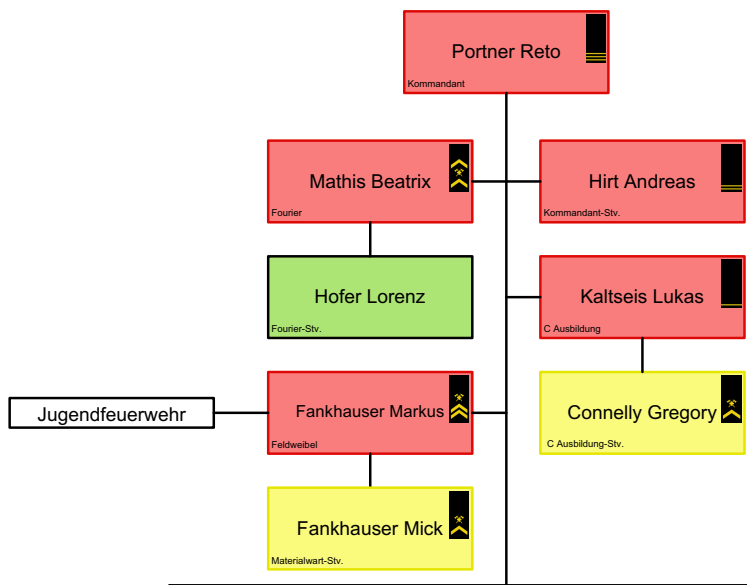 Portner Reto
Kommandant
Mathis Beatrix
Fourier
Hirt Andreas
Kommandant-Stv.
Hofer Lorenz
Fourier-Stv.
Kaltseis Lukas
C Ausbildung
Jugendfeuerwehr
Fankhauser Markus
Feldweibel
Connelly Gregory
C Ausbildung-Stv.
Fankhauser Mick
Materialwart-Stv.